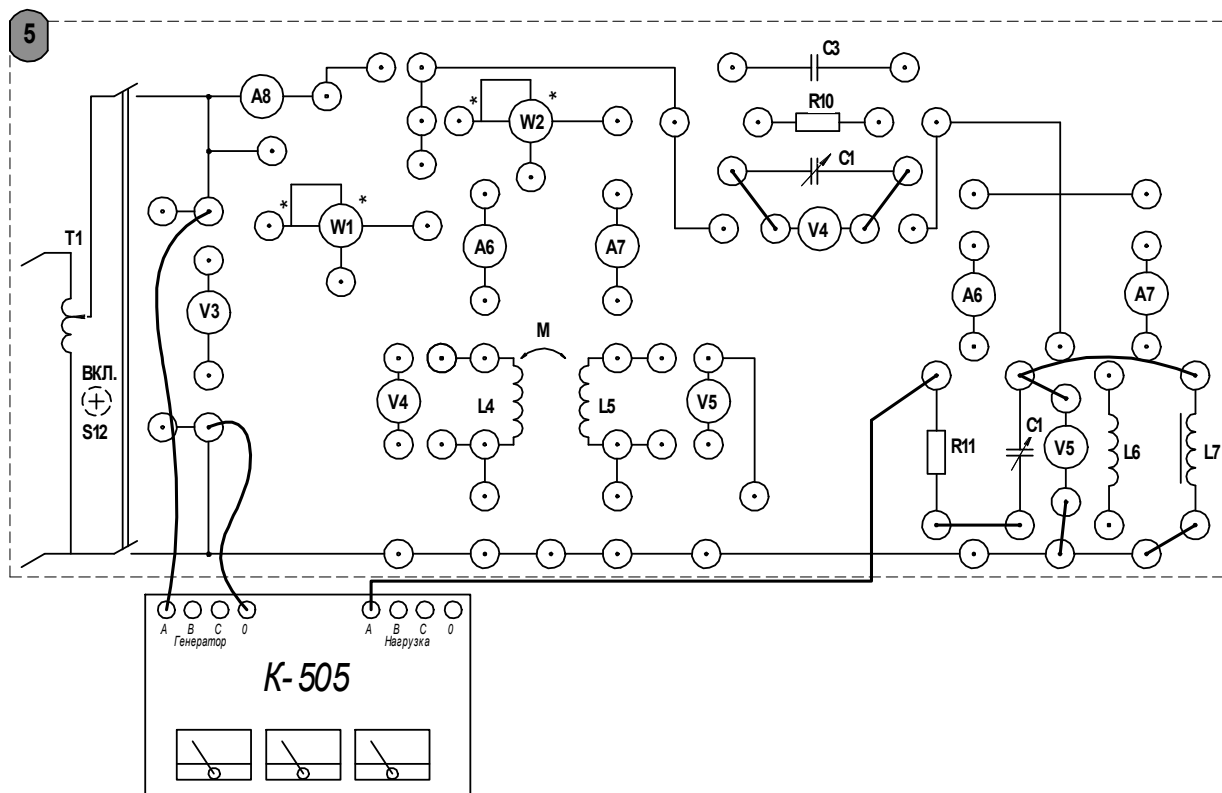 5
C3
A8
R10
*
*
W2
C1
*
*
W1
V4
T1
A6
A7
A6
A7
V3
M
ВКЛ.
S12
V4
L4
L5
V5
R11
C1
V5
L6
L7
A B C 0
Генератор
A B C 0
Нагрузка
К- 505